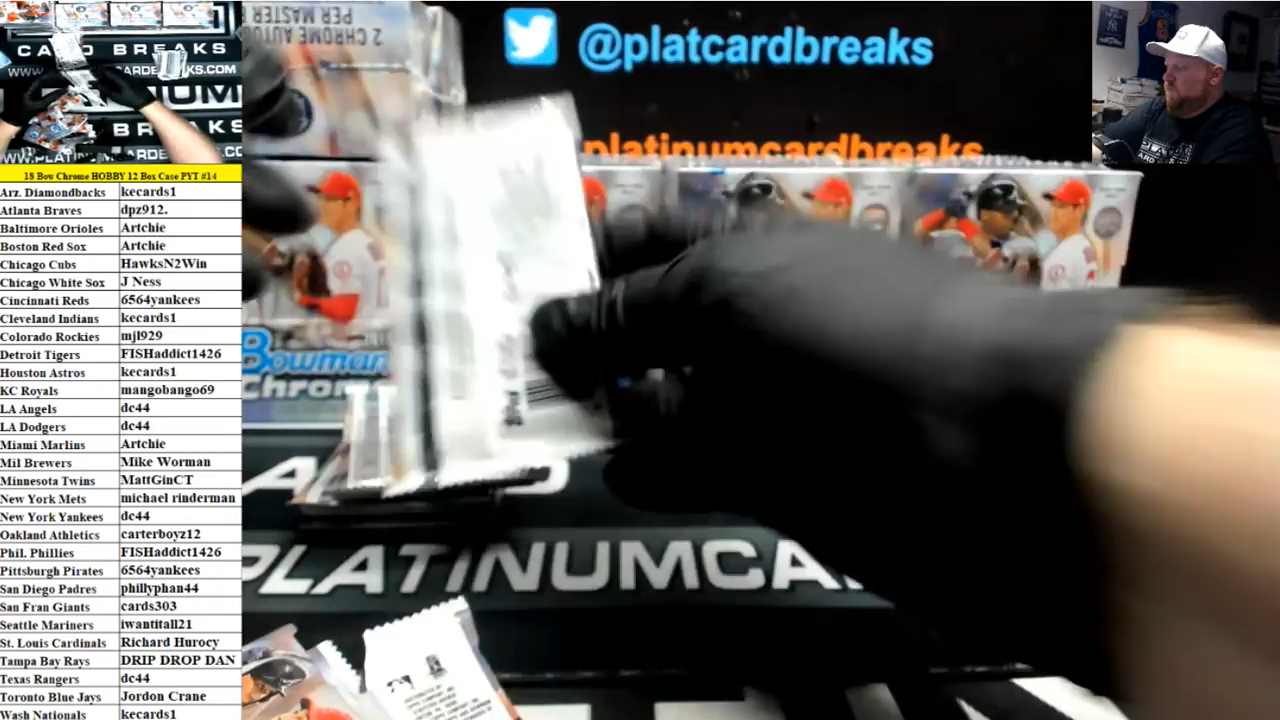 2 CHROME AUTO
PER MASTER
@platcardbreaks
platinumcardbreaks
CARD BREAKS
BREAK
18 Bow Chrome HOBBY 12 Box Case PYT #14
Arz. Diamondbacks kecards1
Atlanta Braves dpz912.
Baltimore Orioles Artchie
Boston Red Sox Artchie
Chicago Cubs HawksN2Win
Chicago White Sox J Ness
Cincinnati Reds 6564yankees
Cleveland Indians kecards1
Colorado Rockies mjl929
Detroit Tigers FISHaddict1426
Houston Astros kecards1
KC Royals mangobango69
LA Angels dc44
LA Dodgers dc44
Miami Marlins Artchie
Mil Brewers Mike Worman
Minnesota Twins MattGinCT
New York Mets michael rinderman
New York Yankees dc44
Oakland Athletics carterboyz12
Phil. Phillies FISHaddict1426
Pittsburgh Pirates 6564yankees
San Diego Padres phillyphan44
San Fran Giants cards303
Seattle Mariners iwantitall21
St. Louis Cardinals Richard Hurocy
Tampa Bay Rays DRIP DROP DAN
Texas Rangers dc44
Toronto Blue Jays Jordon Crane
Wash Nationals kecards1
Bowman
Chrome
PLATINUMCA